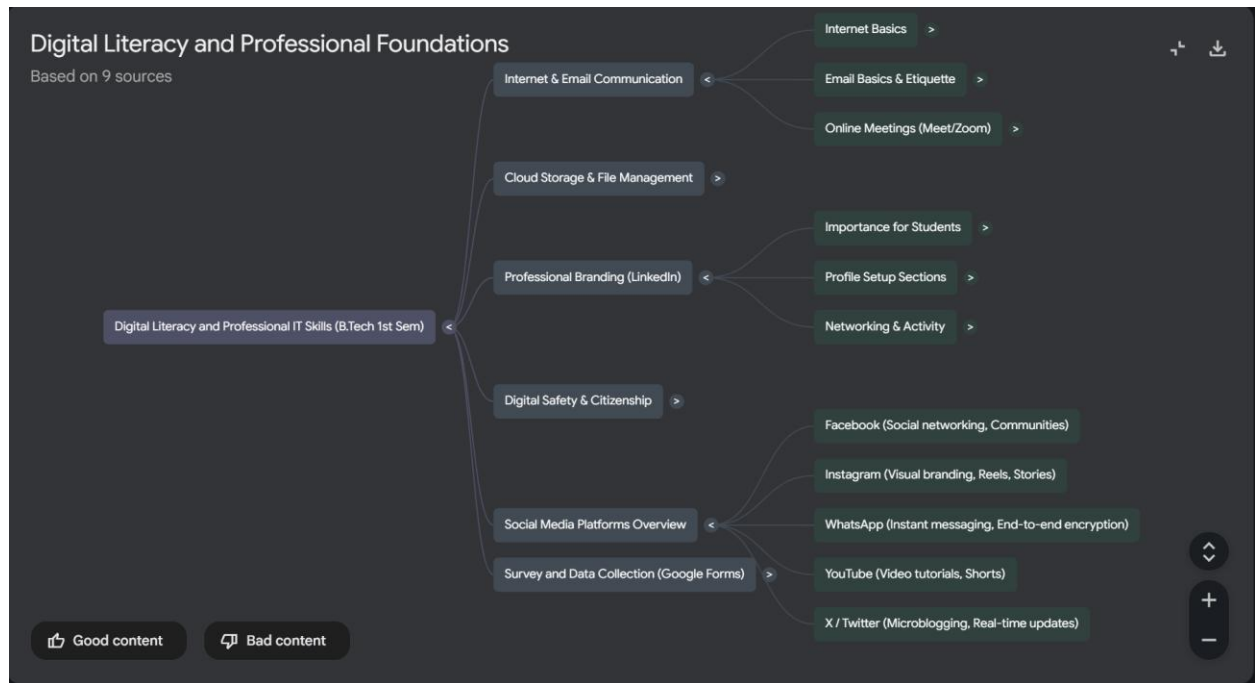 Digital Literacy and Professional Foundations
Based on 9 sources
Digital Literacy and Professional IT Skills (B.Tech 1st Sem)
<
Internet & Email Communication
<
Internet Basics
>
Email Basics & Etiquette
>
Online Meetings (Meet/Zoom)
>
Cloud Storage & File Management
>
Professional Branding (LinkedIn)
<
Importance for Students
>
Profile Setup Sections
>
Networking & Activity
>
Digital Safety & Citizenship
>
Social Media Platforms Overview
<
Facebook (Social networking, Communities)
Instagram (Visual branding, Reels, Stories)
WhatsApp (Instant messaging, End-to-end encryption)
YouTube (Video tutorials, Shorts)
X / Twitter (Microblogging, Real-time updates)
Survey and Data Collection (Google Forms)
>
Good content
Bad content